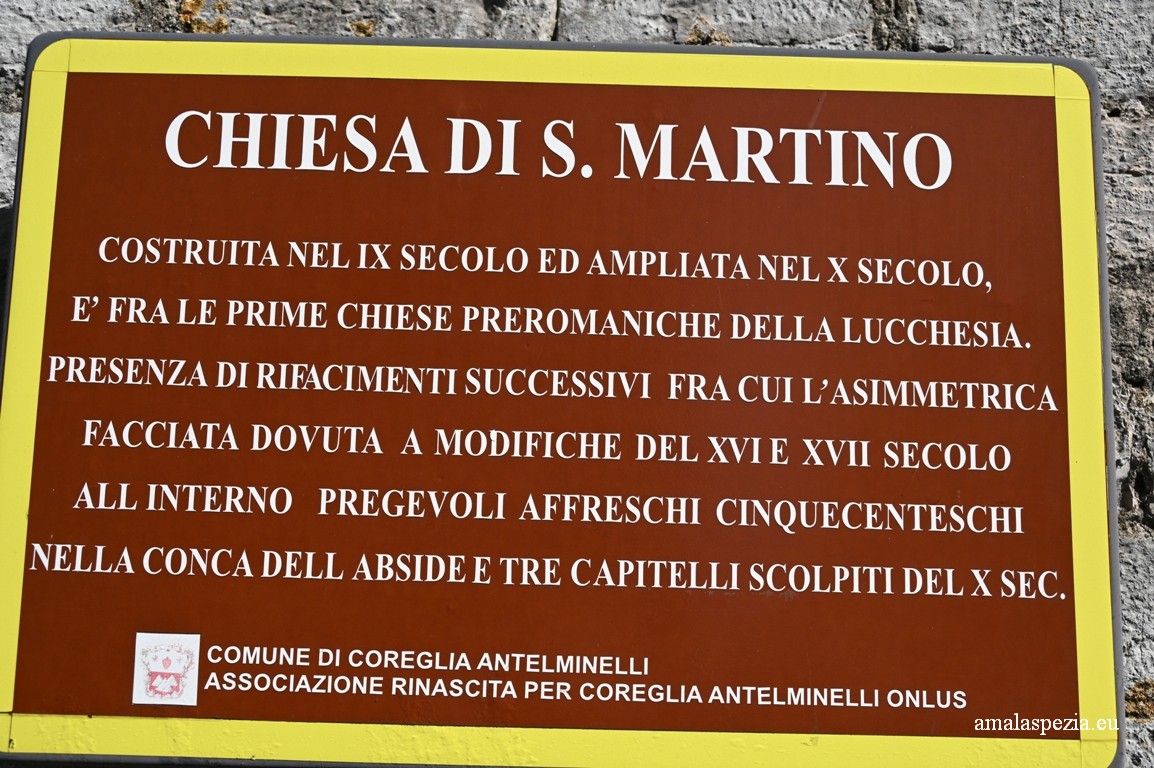 CHIESA DI S. MARTINO
COSTRUITA NEL IX SECOLO ED AMPLIATA NEL X SECOLO,
E’ FRA LE PRIME CHIESE PREROMANICHE DELLA LUCCHESIA.
PRESENZA DI RIFACIMENTI SUCCESSIVI FRA CUI L’ASIMMETRICA
FACCIATA DOVUTA A MODIFICHE DEL XVI E XVII SECOLO
ALL INTERNO PREGEVOLI AFFRESCHI CINQUECENTESCHI
NELLA CONCA DELL ABSIDE E TRE CAPITELLI SCOLPITI DEL X SEC.
COMUNE DI COREGLIA ANTELMINELLI
ASSOCIAZIONE RINASCITA PER COREGLIA ANTELMINELLI ONLUS
amalaspezia.eu